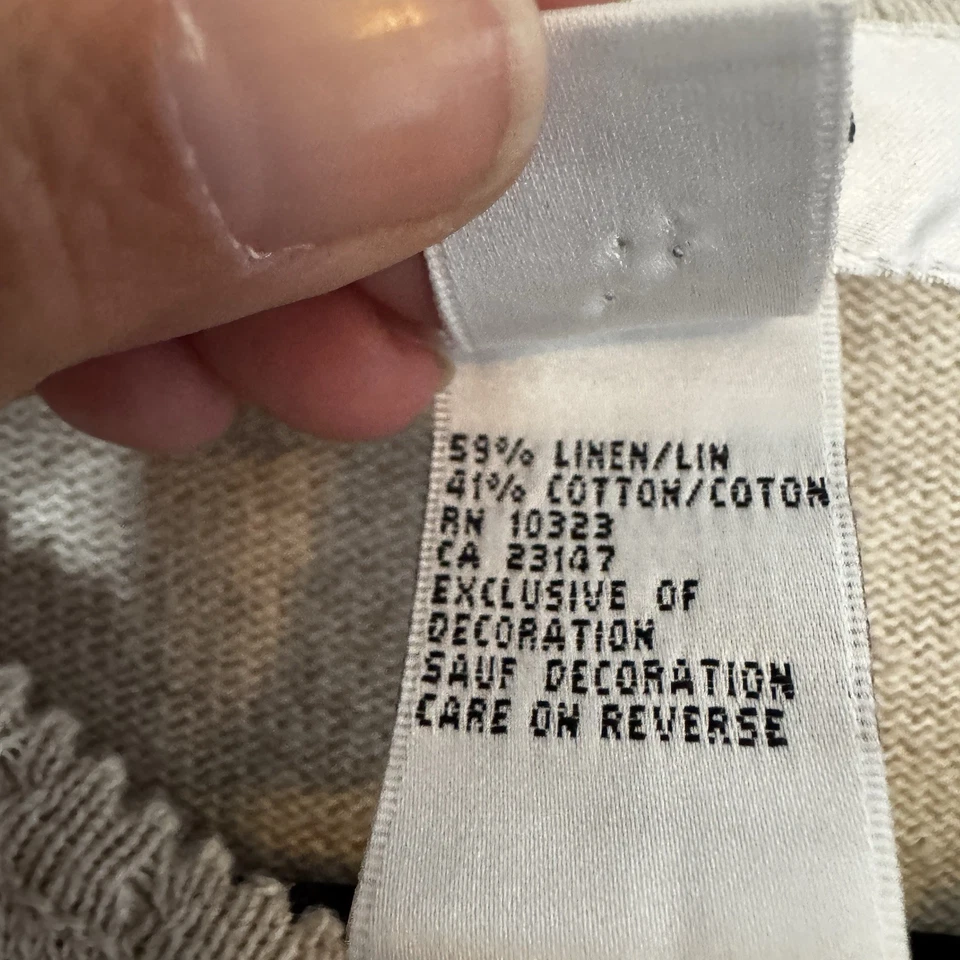 59% LINEN/LIN
41% COTTON/COTON
RN 10323
CA 23147
EXCLUSIVE OF
DECORATION
SAUF DECORATION
CARE ON REVERSE